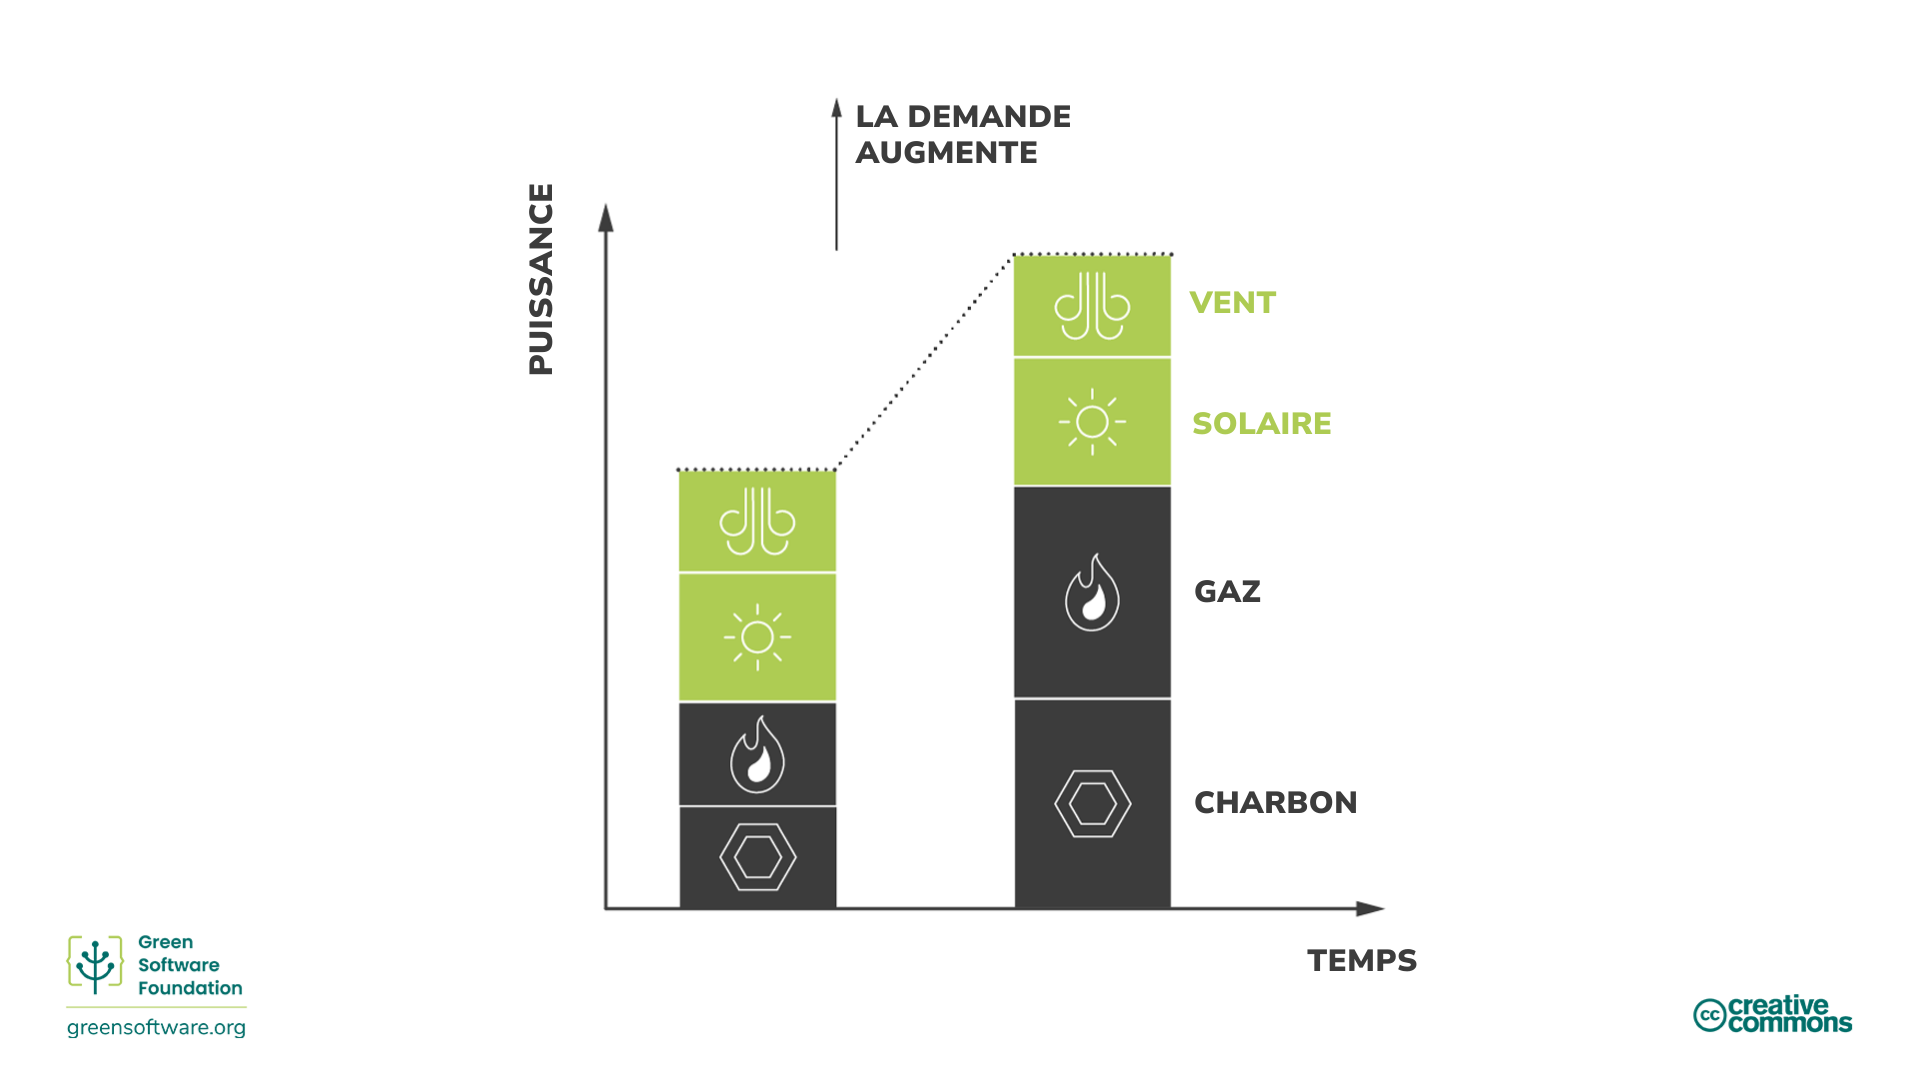 LA DEMANDE
AUGMENTE
PUISSANCE
VENT
SOLAIRE
GAZ
CHARBON
TEMPS
Green
Software
Foundation
greensoftware.org
cc creative
commons